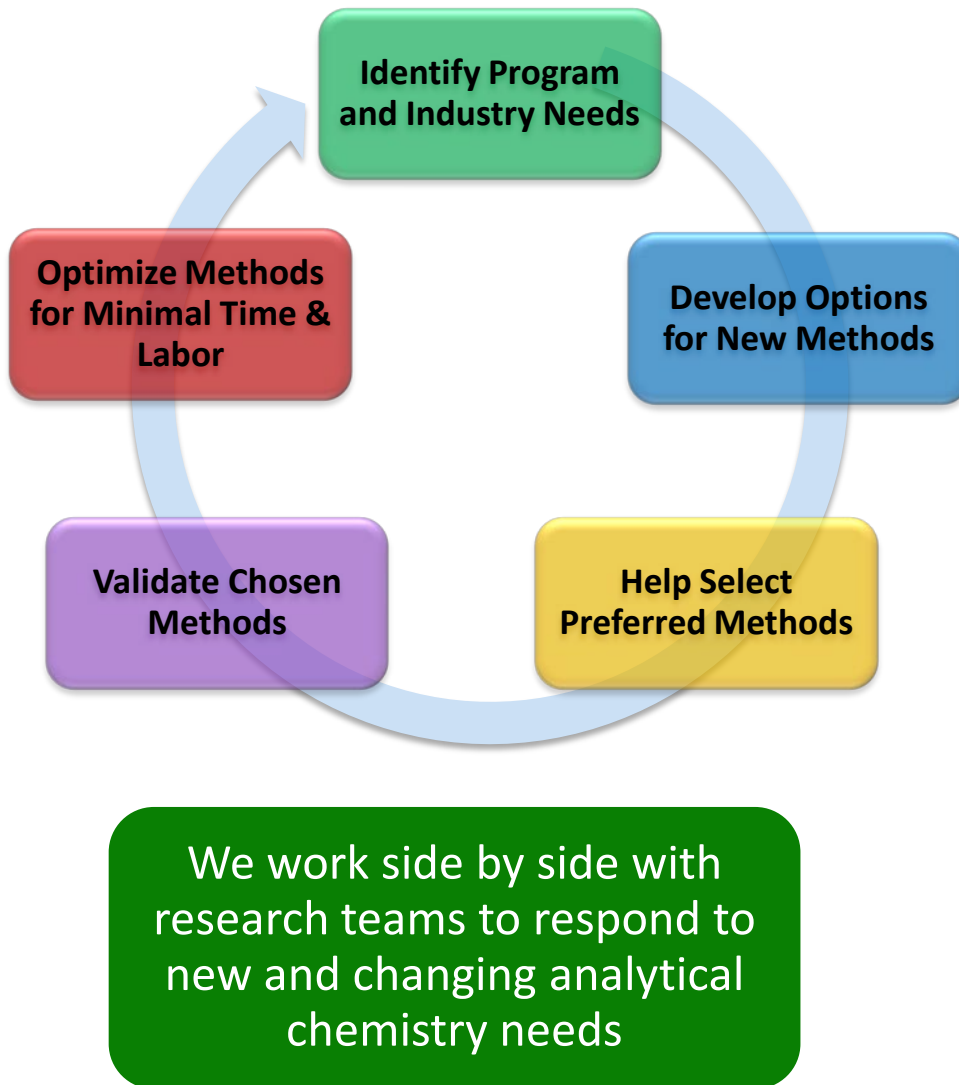 Identify Program
and Industry Needs
Develop Options
for New Methods
Help Select
Preferred Methods
Validate Chosen
Methods
Optimize Methods
for Minimal Time &
Labor
We work side by side with
research teams to respond to
new and changing analytical
chemistry needs